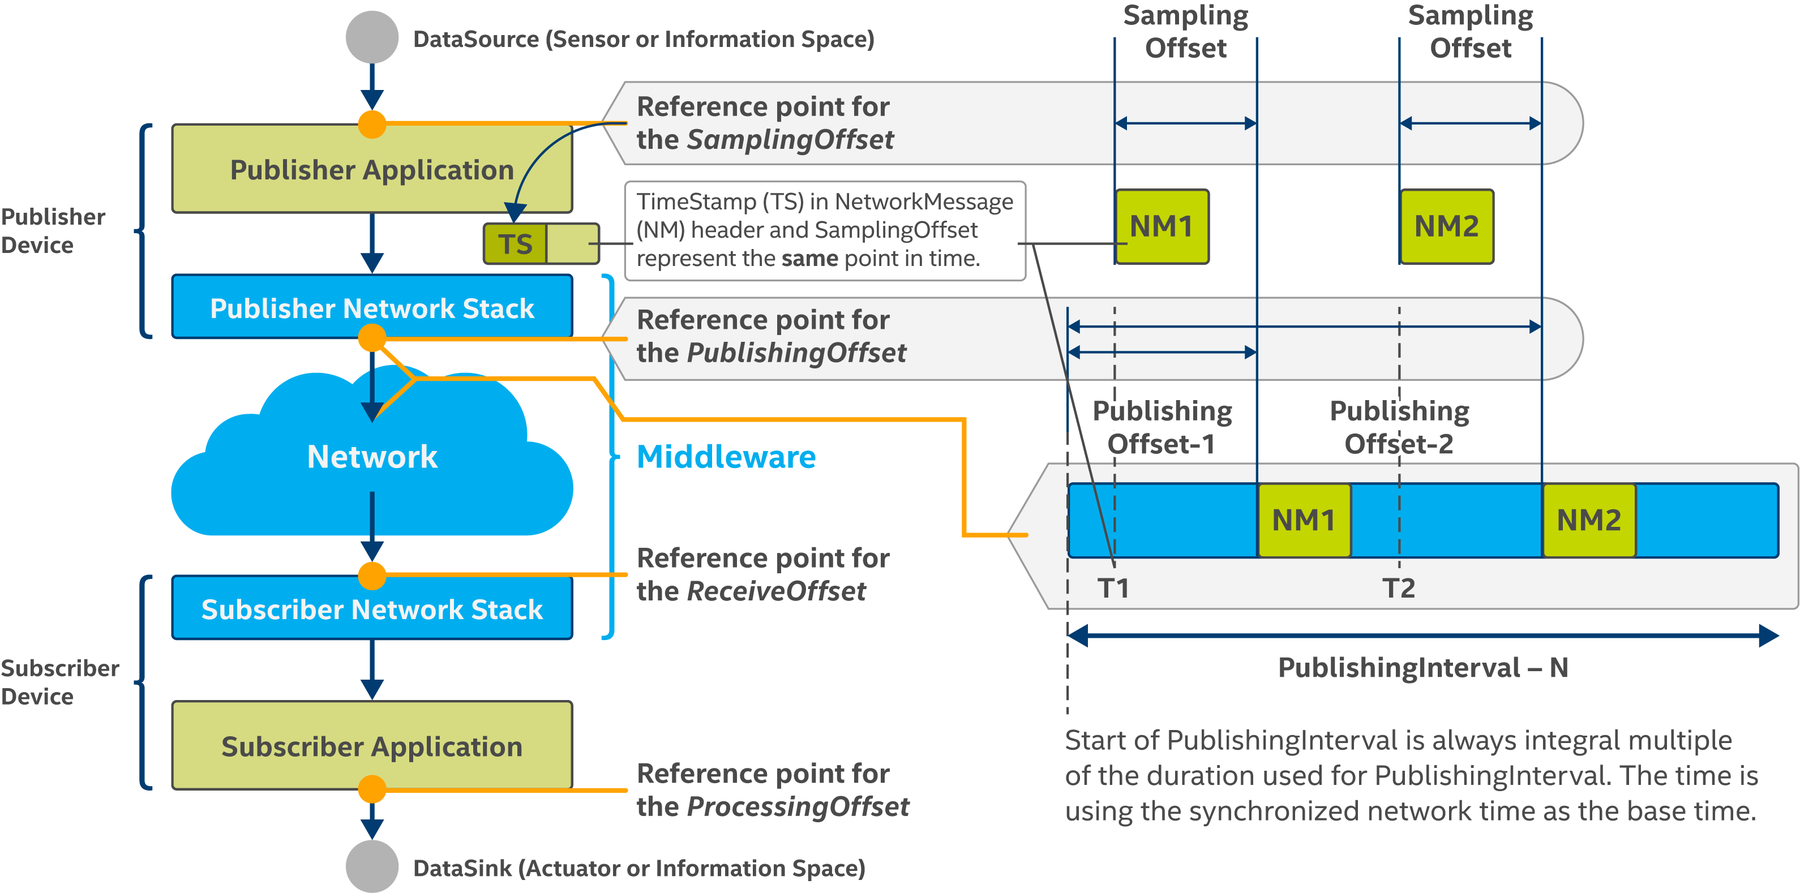 DataSource (Sensor or Information Space)
Sampling
Offset
Sampling
Offset
Reference point for
the SamplingOffset
Publisher Application
Publisher
Device
TS
TimeStamp (TS) in NetworkMessage
(NM) header and SamplingOffset
represent the same point in time.
NM1
NM2
Publisher Network Stack
Reference point for
the PublishingOffset
Publishing
Offset-1
Publishing
Offset-2
Network
Middleware
NM1
NM2
T1
T2
Reference point for
the ReceiveOffset
Subscriber Network Stack
PublishingInterval – N
Subscriber
Device
Subscriber Application
Reference point for
the ProcessingOffset
Start of PublishingInterval is always integral multiple
of the duration used for PublishingInterval. The time is
using the synchronized network time as the base time.
DataSink (Actuator or Information Space)